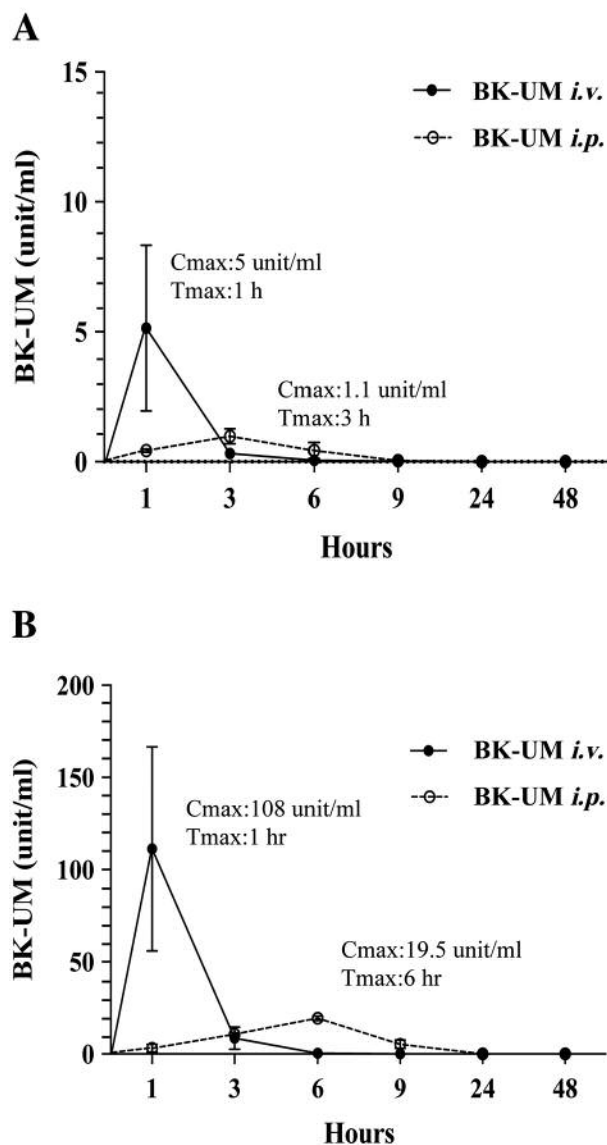 A
15
10
5
0
BK-UM (unit/ml)
BK-UM i.v.
BK-UM i.p.
Cmax:5 unit/ml
Tmax:1 h
Cmax:1.1 unit/ml
Tmax:3 h
1 3 6 9 24 48
Hours
B
200
150
100
50
0
BK-UM (unit/ml)
BK-UM i.v.
BK-UM i.p.
Cmax:108 unit/ml
Tmax:1 hr
Cmax:19.5 unit/ml
Tmax:6 hr
1 3 6 9 24 48
Hours